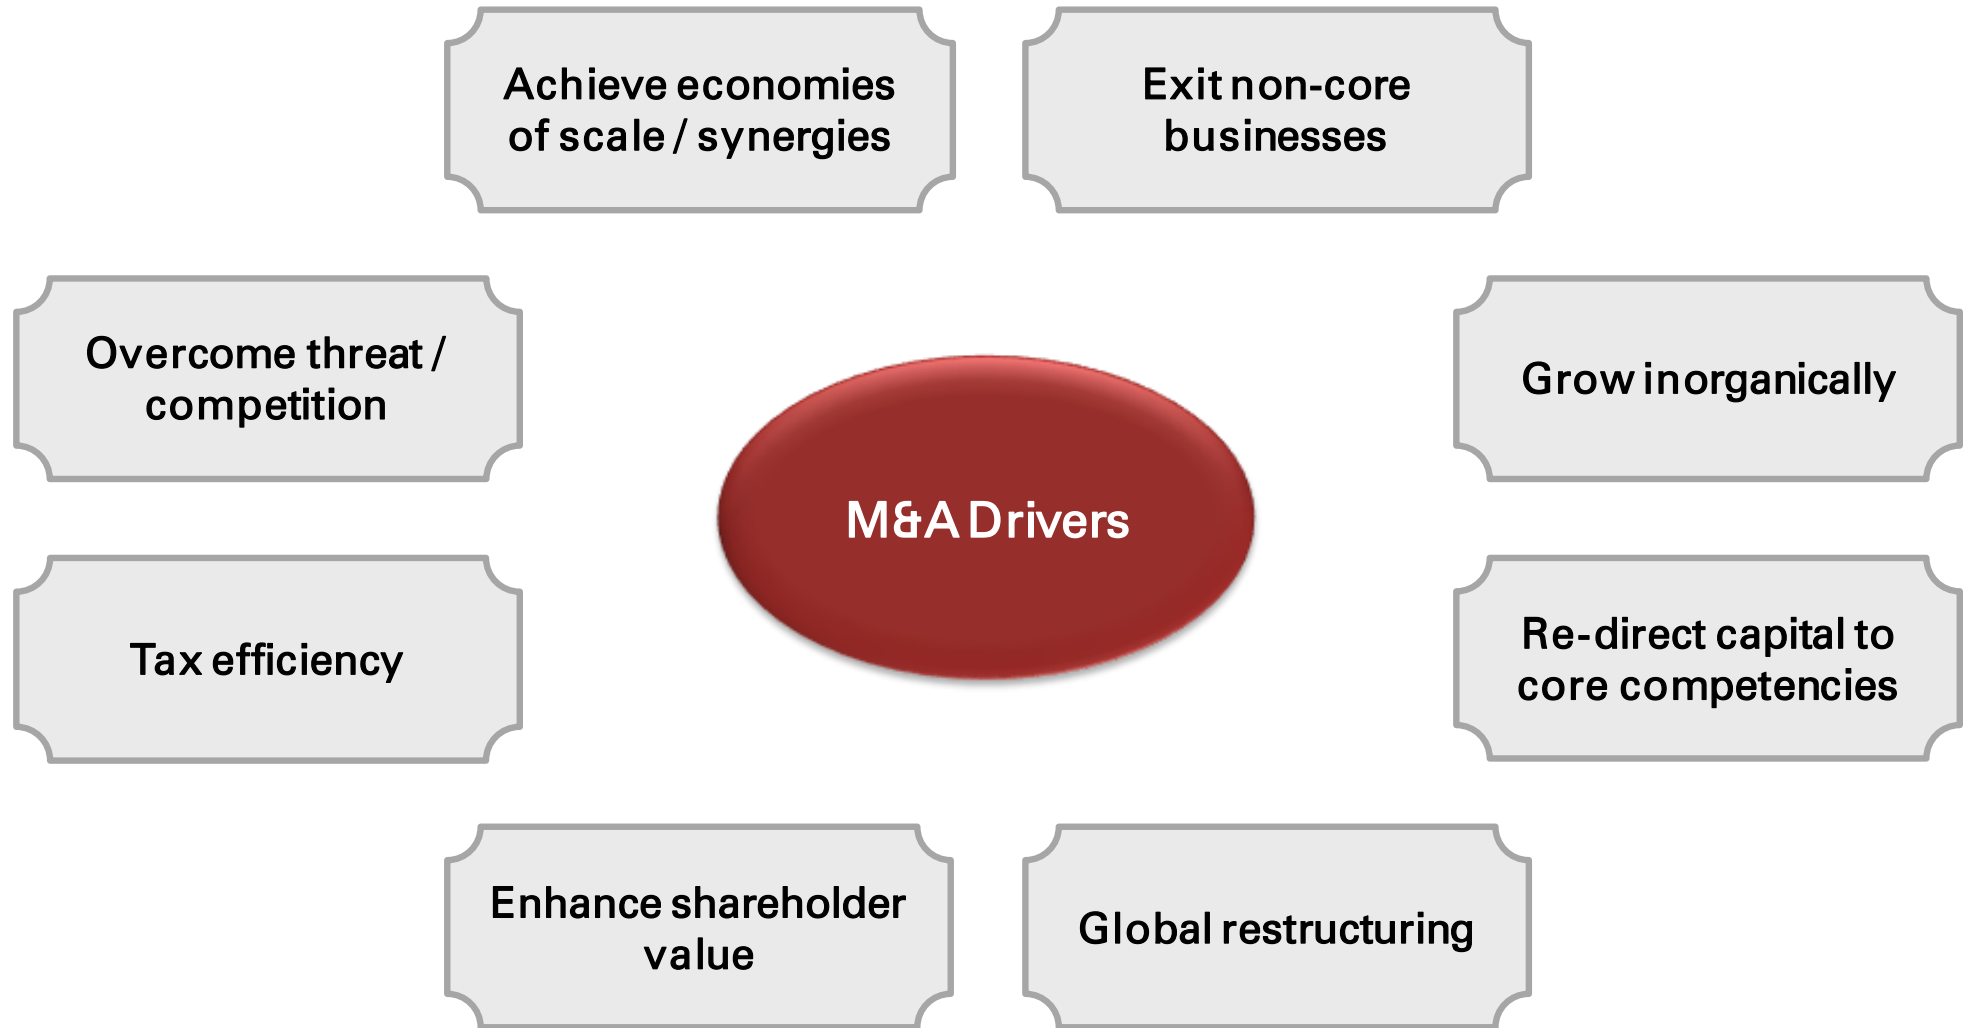 Achieve economies
of scale / synergies
Exit non-core
businesses
Overcome threat /
competition
Grow inorganically
M&A Drivers
Tax efficiency
Re-direct capital to
core competencies
Enhance shareholder
value
Global restructuring